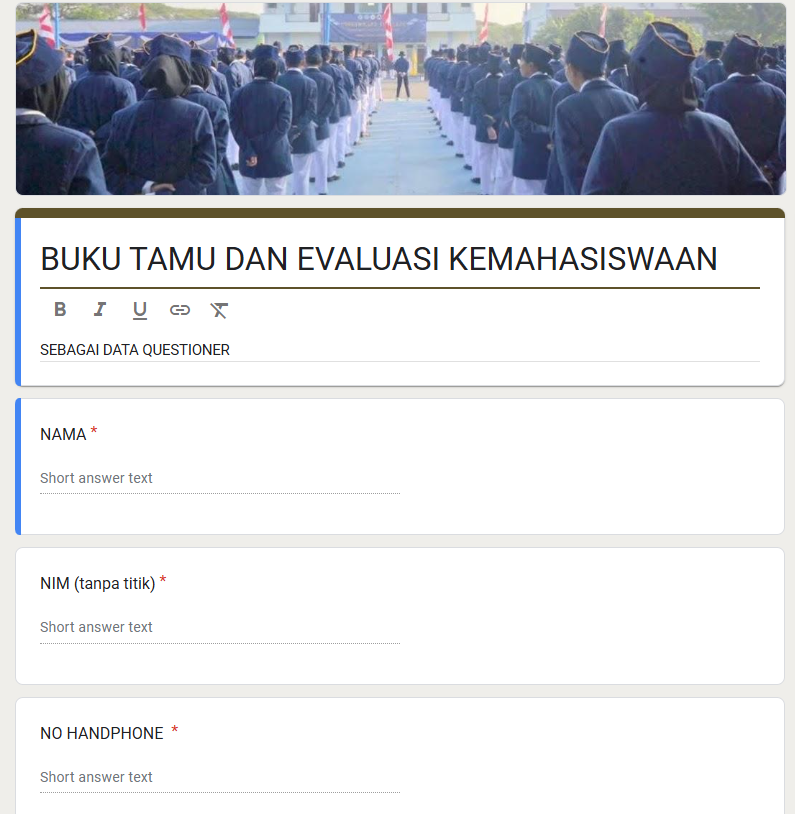 BUKU TAMU DAN EVALUASI KEMAHASISWAAN
B I U
SEBAGAI DATA QUESTIONER
NAMA *
Short answer text
NIM (tanpa titik) *
Short answer text
NO HANDPHONE *
Short answer text